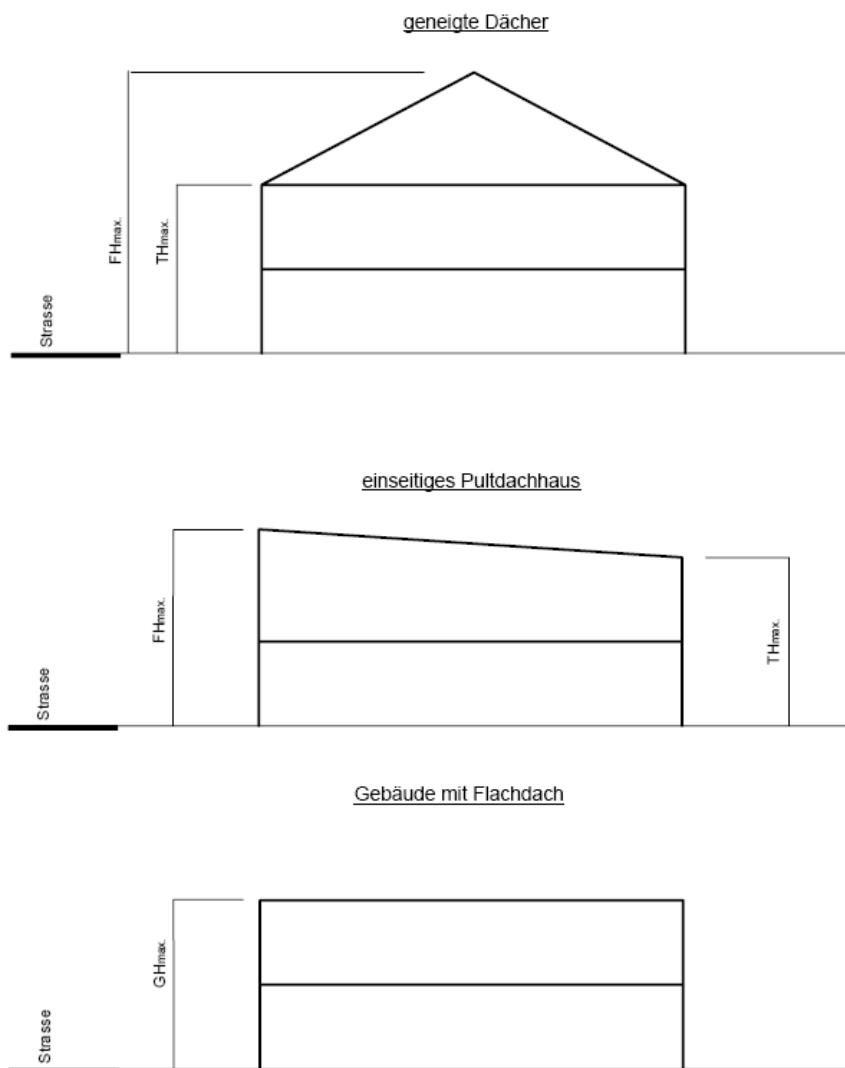 geneigte Dächer
FHmax.
THmax.
Strasse
einseitiges Pultdachhaus
FHmax.
THmax.
Strasse
Gebäude mit Flachdach
GHmax.
Strasse